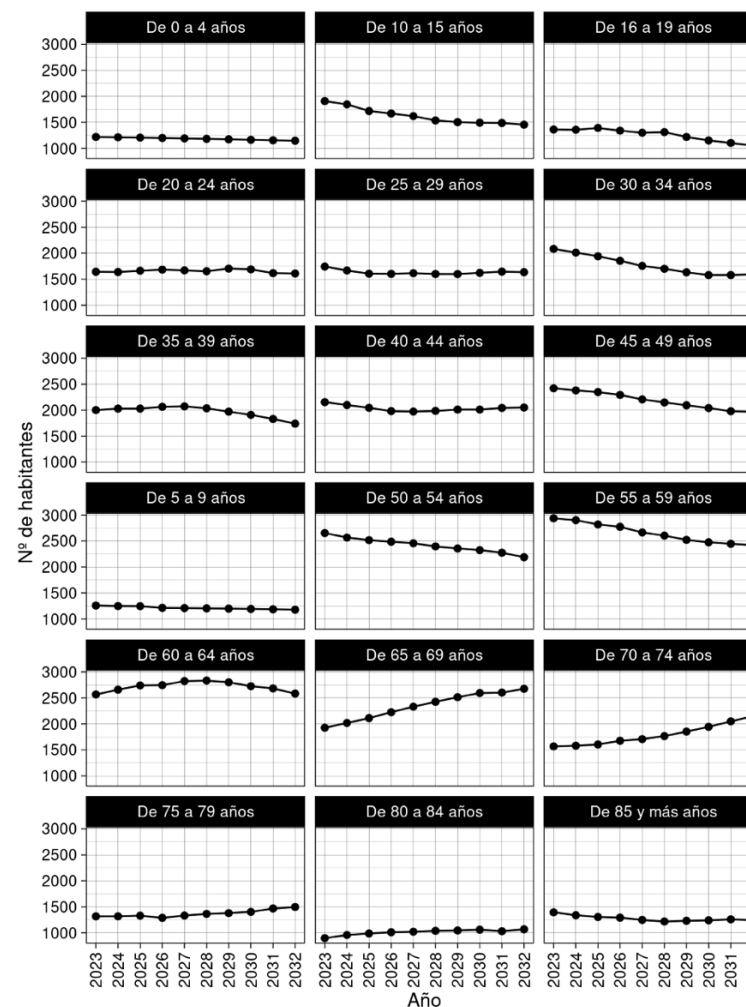 De 0 a 4 años
De 10 a 15 años
De 16 a 19 años
3000
2500
2000
1500
1000
De 20 a 24 años
De 25 a 29 años
De 30 a 34 años
3000
2500
2000
1500
1000
De 35 a 39 años
De 40 a 44 años
De 45 a 49 años
3000
2500
2000
1500
1000
Nº de habitantes
De 5 a 9 años
De 50 a 54 años
De 55 a 59 años
3000
2500
2000
1500
1000
De 60 a 64 años
De 65 a 69 años
De 70 a 74 años
3000
2500
2000
1500
1000
De 75 a 79 años
De 80 a 84 años
De 85 y más años
3000
2500
2000
1500
1000
2023
2024
2025
2026
2027
2028
2029
2030
2031
2032
2023
2024
2025
2026
2027
2028
2029
2030
2031
2032
2023
2024
2025
2026
2027
2028
2029
2030
2031
Año